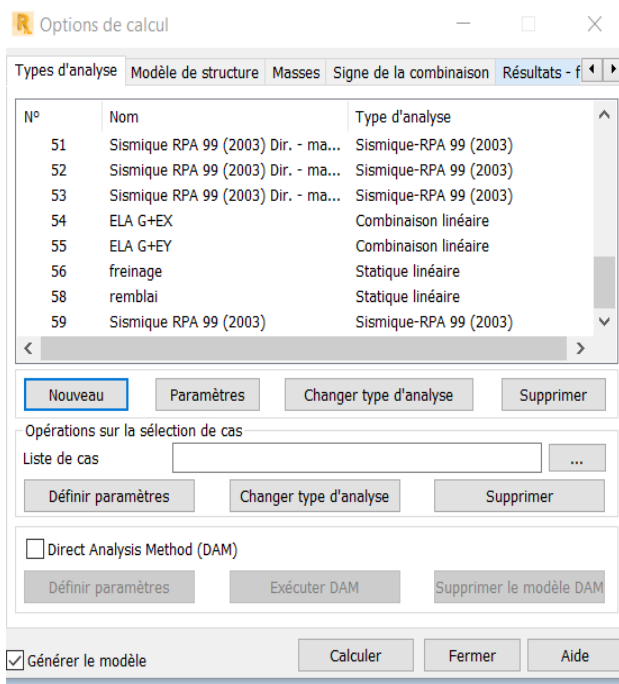 Options de calcul
Types d'analyse Modèle de structure Masses Signe de la combinaison Résultats - f
Nº Nom Type d'analyse
51 Sismique RPA 99 (2003) Dir. - ma... Sismique-RPA 99 (2003)
52 Sismique RPA 99 (2003) Dir. - ma... Sismique-RPA 99 (2003)
53 Sismique RPA 99 (2003) Dir. - ma... Sismique-RPA 99 (2003)
54 ELA G+EX Combinaison linéaire
55 ELA G+EY Combinaison linéaire
56 freinage Statique linéaire
58 remblai Statique linéaire
59 Sismique RPA 99 (2003) Sismique-RPA 99 (2003)
Nouveau Paramètres Changer type d'analyse Supprimer
Opérations sur la sélection de cas
Liste de cas ...
Définir paramètres Changer type d'analyse Supprimer
Direct Analysis Method (DAM)
Définir paramètres Exécuter DAM Supprimer le modèle DAM
Générer le modèle Calculer Fermer Aide